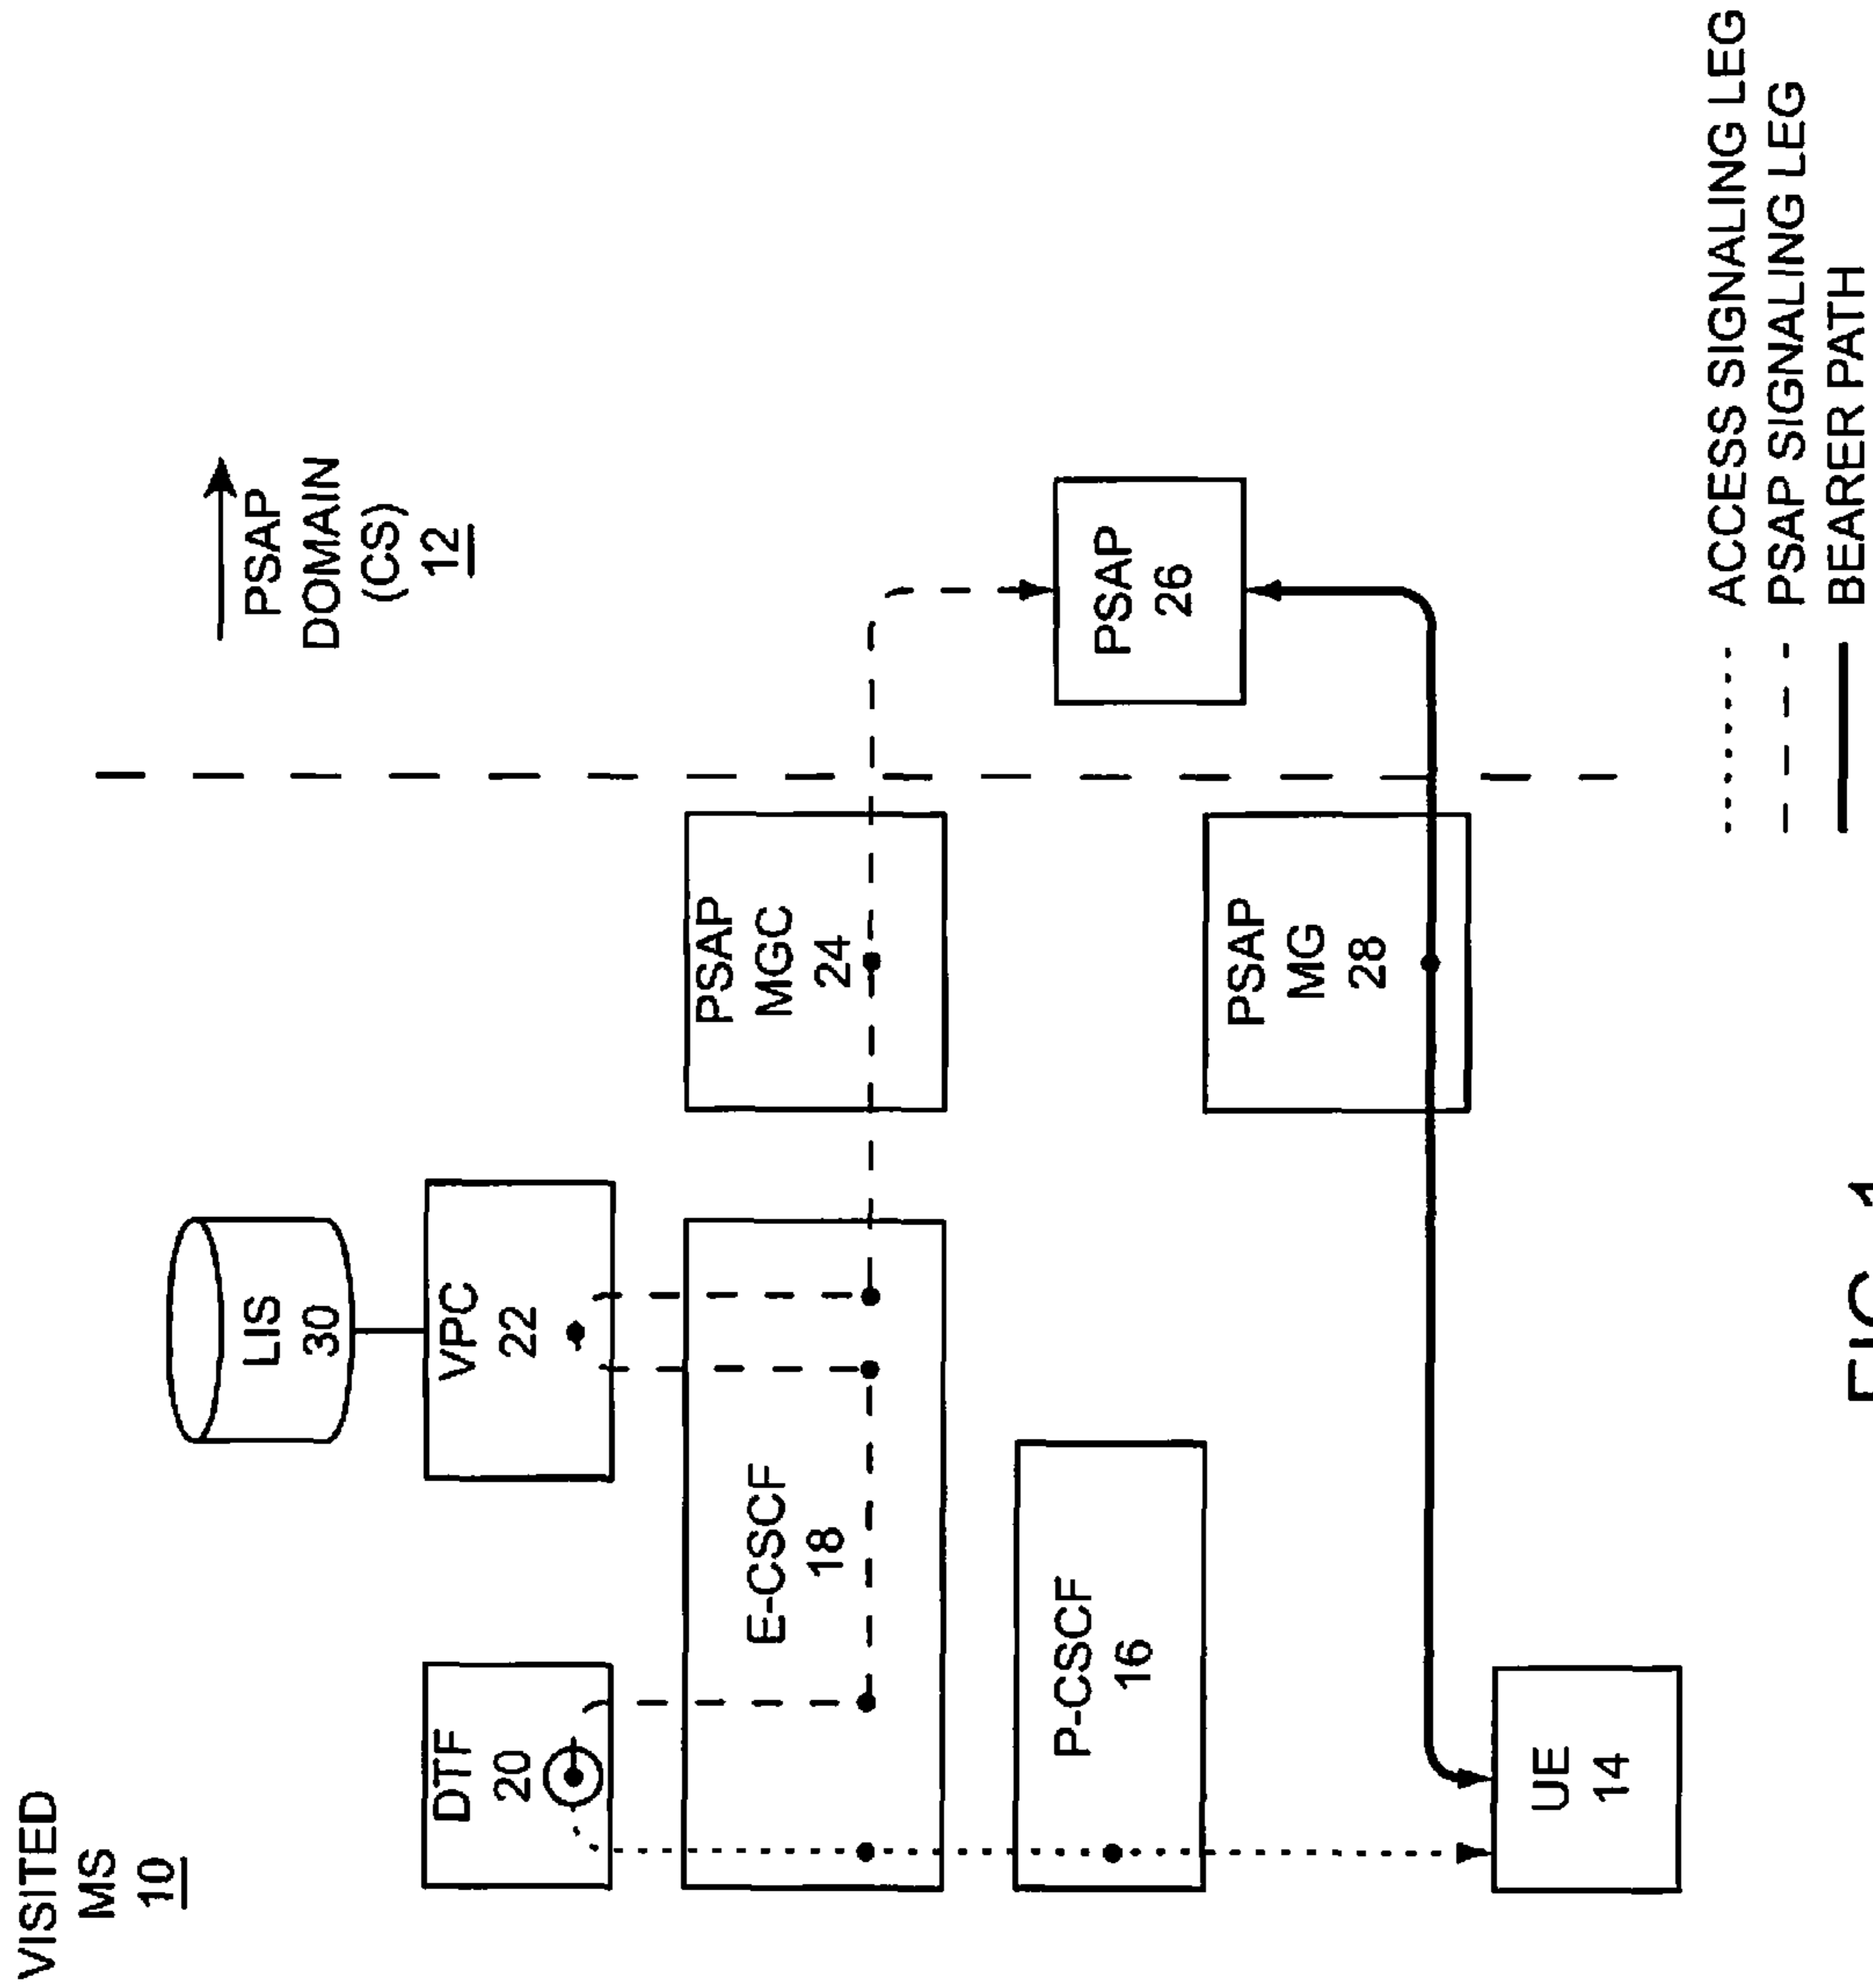 VISITED
MS
10
PSAP
DOMAIN
(CS)
12
LIS
30
DTF
20
VPC
22
E-CSCF
18
PSAP
MGC
24
P-CSCF
16
PSAP
26
PSAP
MG
28
UE
14
ACCESS SIGNALING LEG
PSAP SIGNALING LEG
BEARER PATH